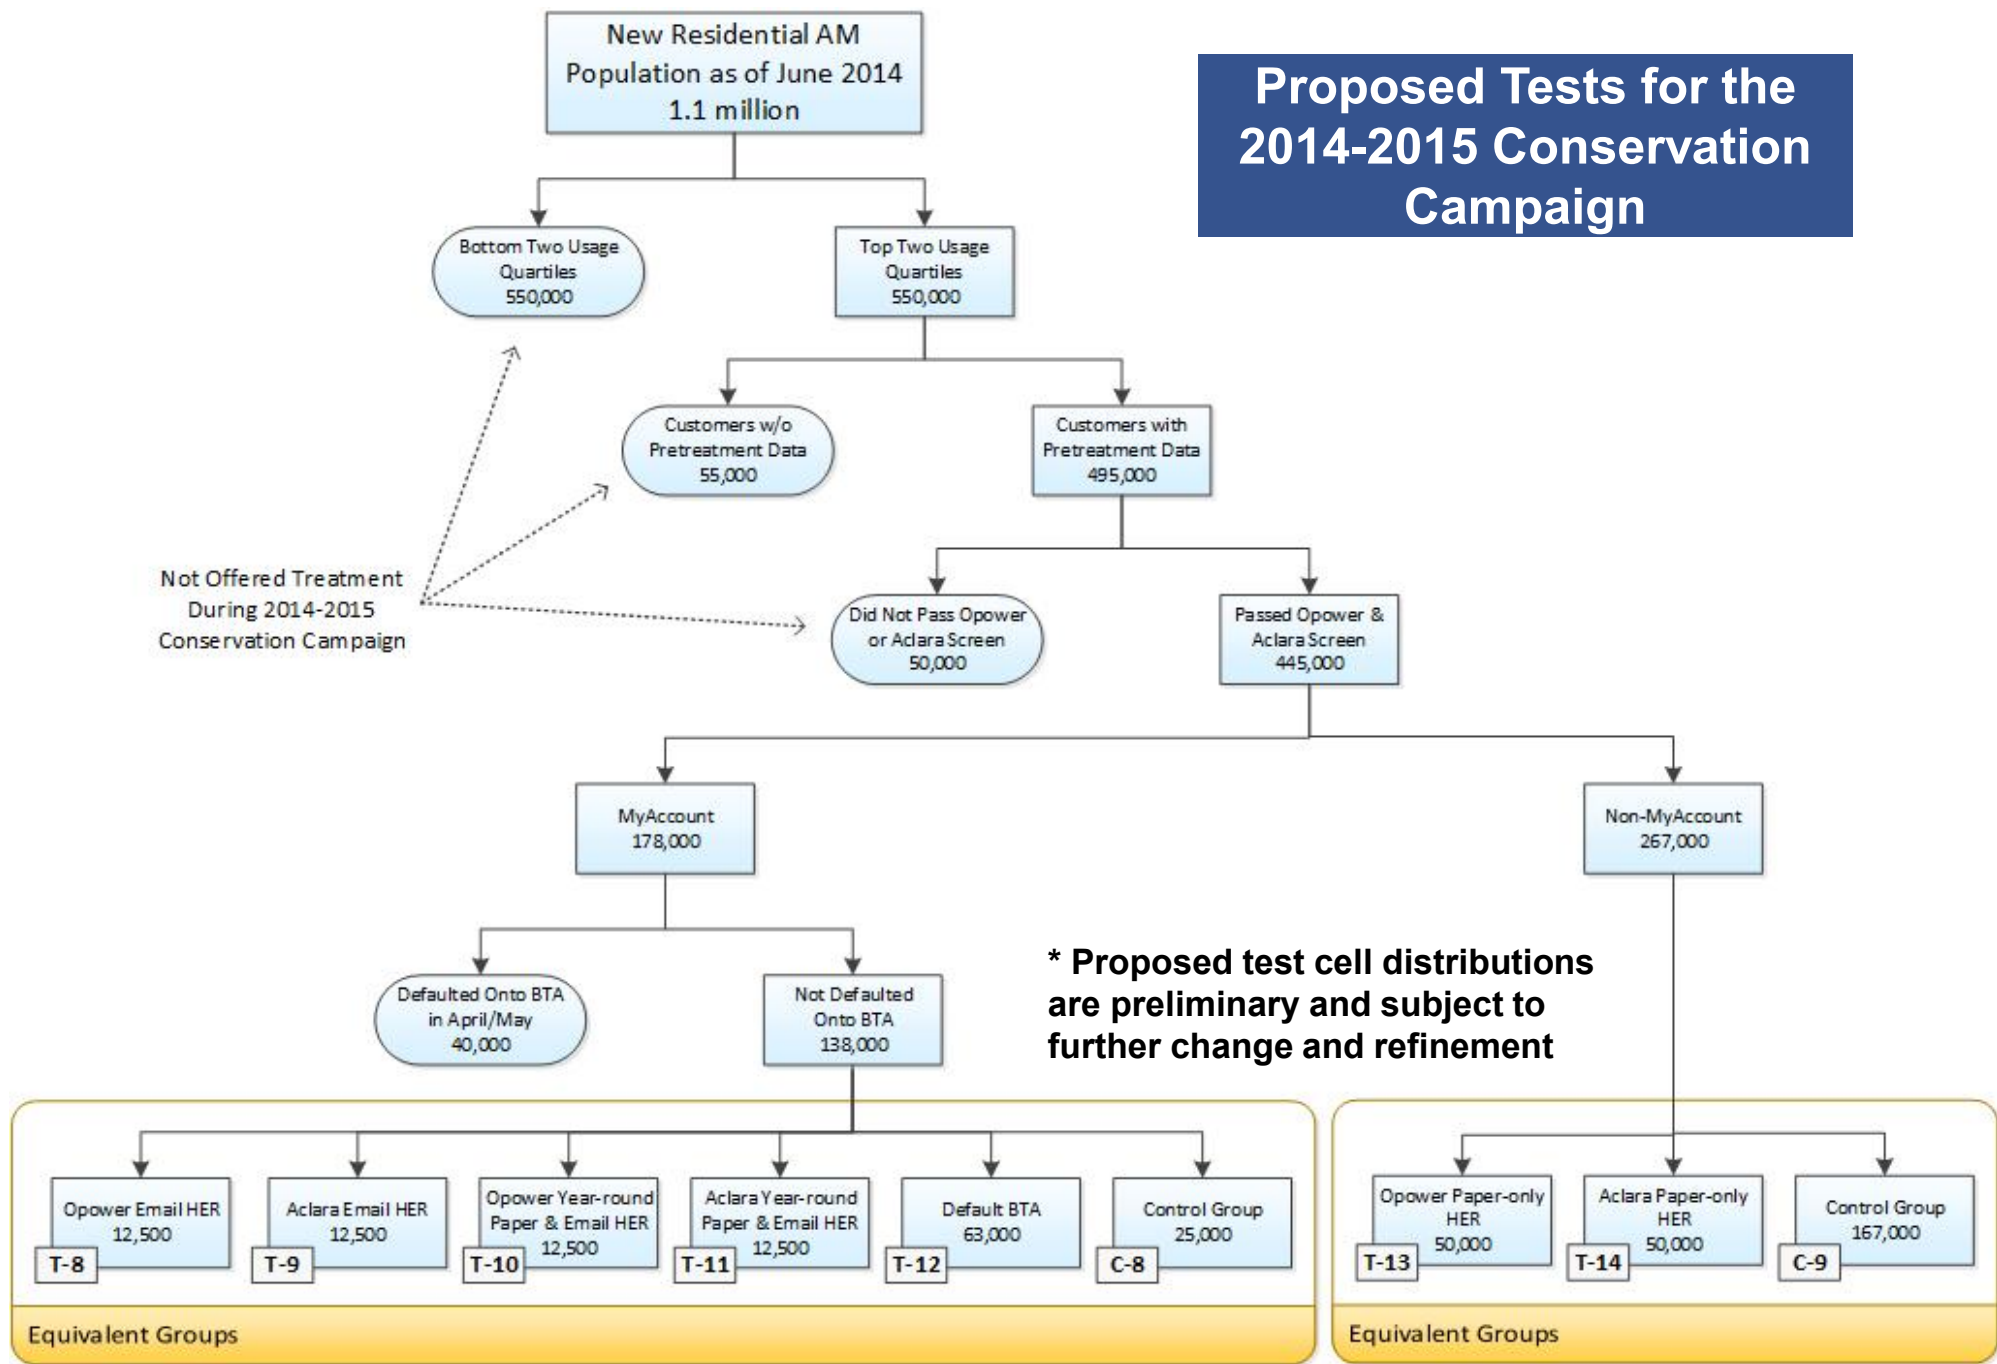 New Residential AM
Population as of June 2014
1.1 million
Proposed Tests for the
2014-2015 Conservation
Campaign
Bottom Two Usage
Quartiles
550,000
Top Two Usage
Quartiles
550,000
Customers w/o
Pretreatment Data
55,000
Customers with
Pretreatment Data
495,000
Not Offered Treatment
During 2014-2015
Conservation Campaign
Did Not Pass Opower
or Aclara Screen
50,000
Passed Opower &
Aclara Screen
445,000
MyAccount
178,000
Non-MyAccount
267,000
Defaulted Onto BTA
in April/May
40,000
Not Defaulted
Onto BTA
138,000
* Proposed test cell distributions
are preliminary and subject to
further change and refinement
Opower Email HER
12,500
T-8
Aclara Email HER
12,500
T-9
Opower Year-round
Paper & Email HER
12,500
T-10
Aclara Year-round
Paper & Email HER
12,500
T-11
Default BTA
63,000
T-12
Control Group
25,000
C-8
Equivalent Groups
Opower Paper-only
HER
50,000
T-13
Aclara Paper-only
HER
50,000
T-14
Control Group
167,000
C-9
Equivalent Groups